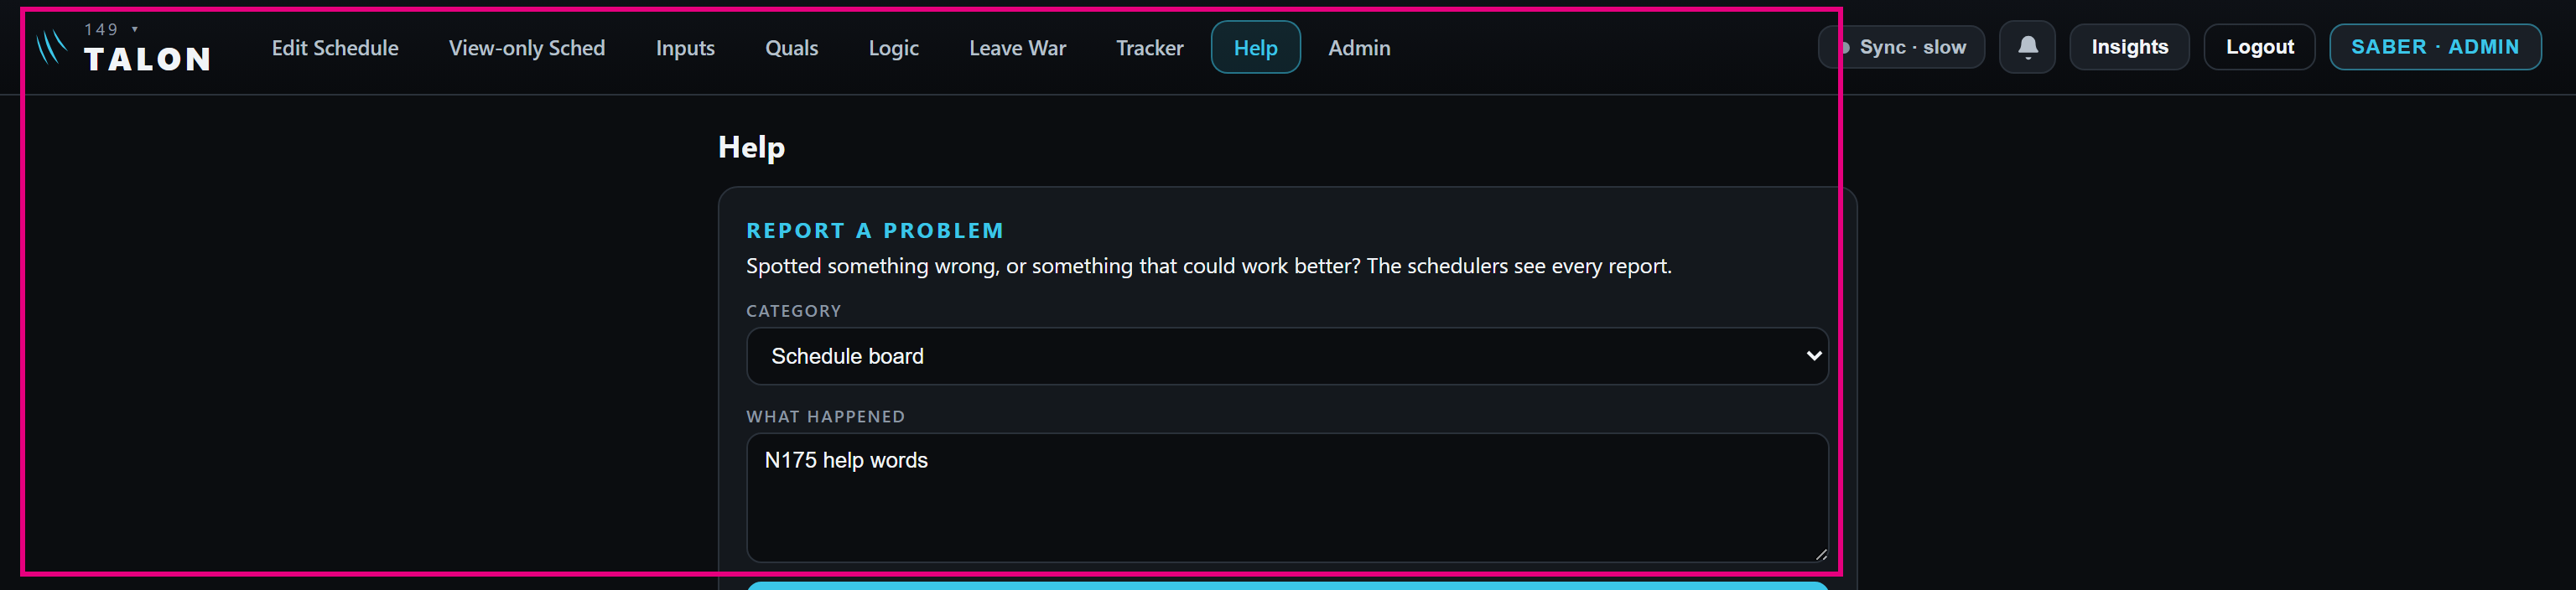 149 ▾
TALON
Edit Schedule
View-only Sched
Inputs
Quals
Logic
Leave War
Tracker
Help
Admin
Sync · slow
Insights
Logout
SABER · ADMIN
Help
REPORT A PROBLEM
Spotted something wrong, or something that could work better? The schedulers see every report.
CATEGORY
Schedule board
WHAT HAPPENED
N175 help words